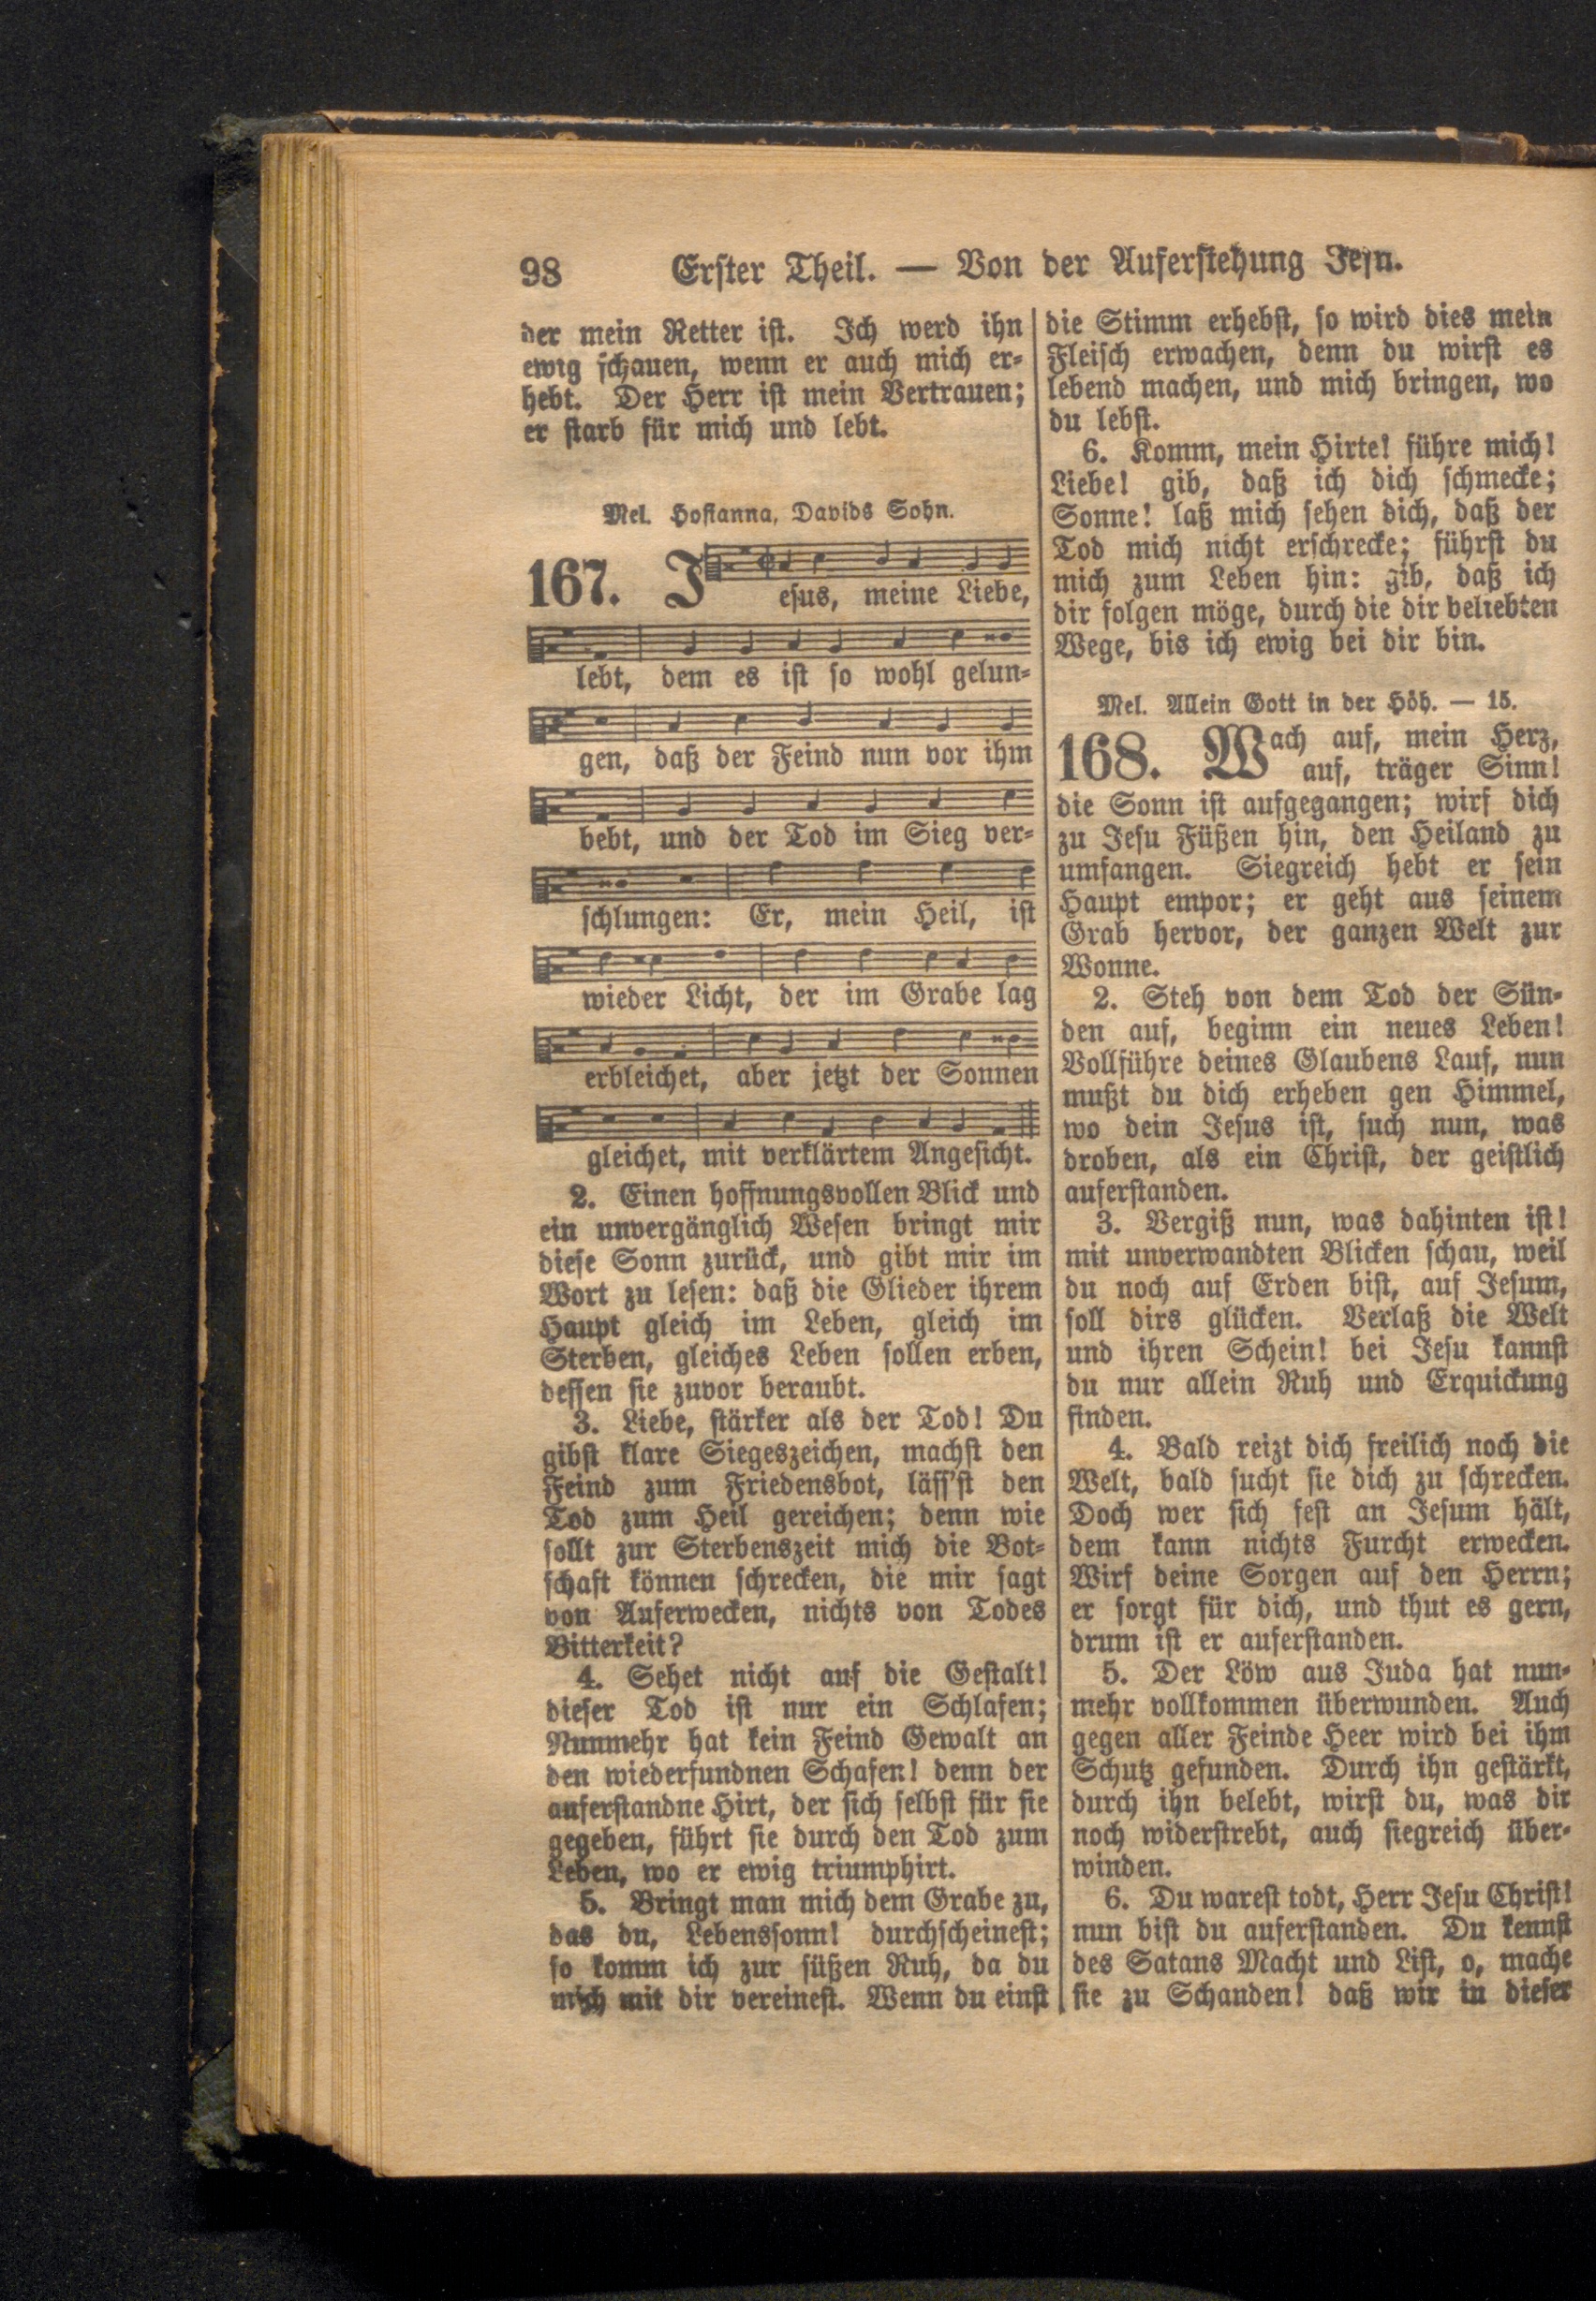 98 Erster Theil. — Von der Auferstehung Jesu.
der mein Retter ist. Ich werd ihn
ewig schauen, wenn er auch mich er-
hebt. Der Herr ist mein Vertrauen;
er starb für mich und lebt.
Mel. Hosianna, Davids Sohn.
167. Jesus, meine Liebe,
lebt, dem es ist so wohl gelun-
gen, daß der Feind nun vor ihm
bebt, und der Tod im Sieg ver-
schlungen: Er, mein Heil, ist
wieder Licht, der im Grabe lag
erbleichet, aber jetzt der Sonnen
gleichet, mit verklärtem Angesicht.
2. Einen hoffnungsvollen Blick und
ein unvergänglich Wesen bringt mir
diese Sonn zurück, und gibt mir im
Wort zu lesen: daß die Glieder ihrem
Haupt gleich im Leben, gleich im
Sterben, gleiches Leben sollen erben,
dessen sie zuvor beraubt.
3. Liebe, stärker als der Tod! Du
gibst klare Siegeszeichen, machst den
Feind zum Friedensbot, läss'st den
Tod zum Heil gereichen; denn wie
sollt zur Sterbenszeit mich die Bot-
schaft können schrecken, die mir sagt
von Auferwecken, nichts von Todes
Bitterkeit?
4. Sehet nicht auf die Gestalt!
dieser Tod ist nur ein Schlafen;
Nunmehr hat kein Feind Gewalt an
den wiederfundnen Schafen! denn der
auferstandne Hirt, der sich selbst für sie
gegeben, führt sie durch den Tod zum
Leben, wo er ewig triumphirt.
5. Bringt man mich dem Grabe zu,
das du, Lebenssonn! durchscheinest;
so komm ich zur süßen Ruh, da du
mich mit dir vereinest. Wenn du einst
die Stimm erhebst, so wird dies mein
Fleisch erwachen, denn du wirst es
lebend machen, und mich bringen, wo
du lebst.
6. Komm, mein Hirte! führe mich!
Liebe! gib, daß ich dich schmecke;
Sonne! laß mich sehen dich, daß der
Tod mich nicht erschrecke; führst du
mich zum Leben hin: gib, daß ich
dir folgen möge, durch die dir beliebten
Wege, bis ich ewig bei dir bin.
Mel. Allein Gott in der Höh. — 15.
168. Wach auf, mein Herz,
auf, träger Sinn!
die Sonn ist aufgegangen; wirf dich
zu Jesu Füßen hin, den Heiland zu
umfangen. Siegreich hebt er sein
Haupt empor; er geht aus seinem
Grab hervor, der ganzen Welt zur
Wonne.
2. Steh von dem Tod der Sün-
den auf, beginn ein neues Leben!
Vollführe deines Glaubens Lauf, nun
mußt du dich erheben gen Himmel,
wo dein Jesus ist, such nun, was
droben, als ein Christ, der geistlich
auferstanden.
3. Vergiß nun, was dahinten ist!
mit unverwandten Blicken schau, weil
du noch auf Erden bist, auf Jesum,
soll dirs glücken. Verlaß die Welt
und ihren Schein! bei Jesu kannst
du nur allein Ruh und Erquickung
finden.
4. Bald reizt dich freilich noch die
Welt, bald sucht sie dich zu schrecken.
Doch wer sich fest an Jesum hält,
dem kann nichts Furcht erwecken.
Wirf deine Sorgen auf den Herrn;
er sorgt für dich, und thut es gern,
drum ist er auferstanden.
5. Der Löw aus Juda hat nun-
mehr vollkommen überwunden. Auch
gegen aller Feinde Heer wird bei ihm
Schutz gefunden. Durch ihn gestärkt,
durch ihn belebt, wirst du, was dir
noch widerstrebt, auch siegreich über-
winden.
6. Du warest todt, Herr Jesu Christ!
nun bist du auferstanden. Du kennst
des Satans Macht und List, o, mache
sie zu Schanden! daß wir in dieser